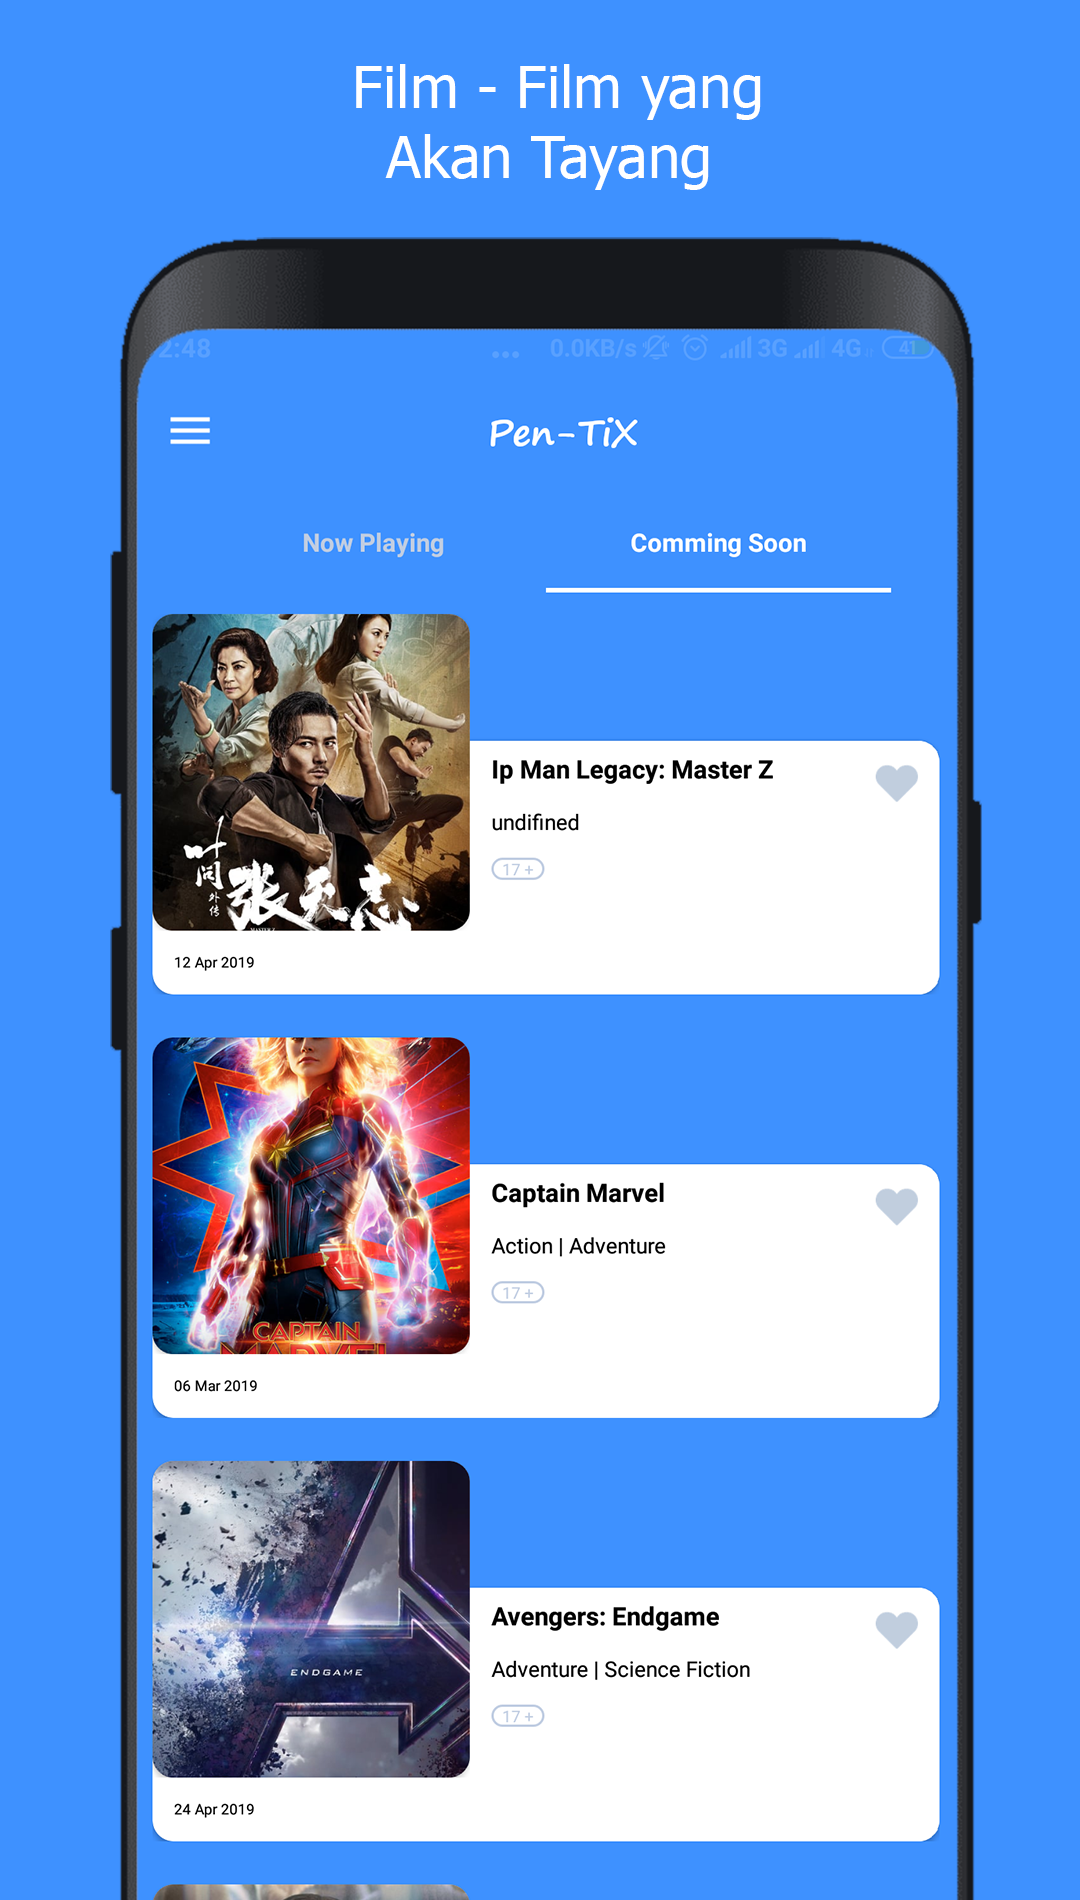 Film - Film yang
Akan Tayang
2:48 ... 0.0KB/s 3G 4G 41
Pen-TiX
Now Playing Comming Soon
叶问外传
张天志
MASTER Z
Ip Man Legacy: Master Z
undifined
17 +
12 Apr 2019
CAPTAIN
MARVEL
Captain Marvel
Action | Adventure
17 +
06 Mar 2019
ENDGAME
Avengers: Endgame
Adventure | Science Fiction
17 +
24 Apr 2019